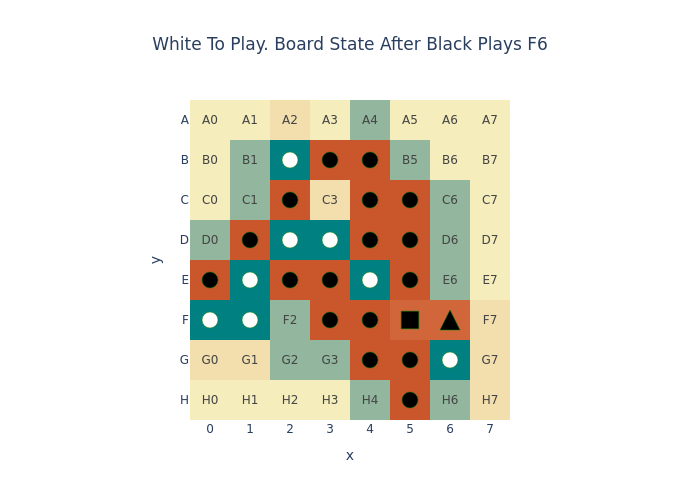 White To Play. Board State After Black Plays F6
A A0 A1 A2 A3 A4 A5 A6 A7
B B0 B1 B5 B6 B7
C C0 C1 C3 C6 C7
D D0 D6 D7
E E6 E7
F F2 F7
G G0 G1 G2 G3 G7
H H0 H1 H2 H3 H4 H6 H7
0 1 2 3 4 5 6 7
x
y